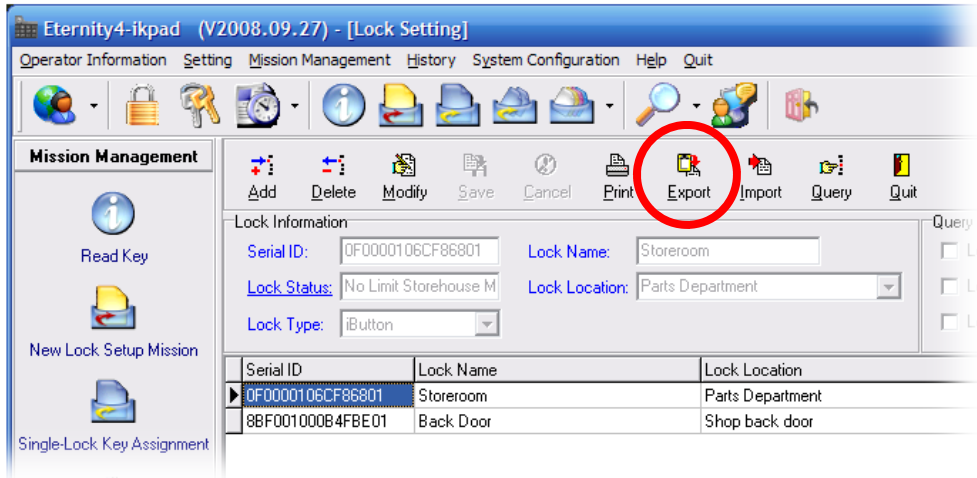 Eternity4-ikpad (V2008.09.27) - [Lock Setting]
Operator Information Setting Mission Management History System Configuration Help Quit
Mission Management
Add Delete Modify Save Cancel Print Export Import Query Quit
Lock Information
Query
Serial ID: 0F0000106CF86801 Lock Name: Storeroom
Read Key
Lock Status: No Limit Storehouse M Lock Location: Parts Department
Lock Type: iButton
New Lock Setup Mission
Serial ID Lock Name Lock Location
0F0000106CF86801 Storeroom Parts Department
8BF001000B4FBE01 Back Door Shop back door
Single-Lock Key Assignment